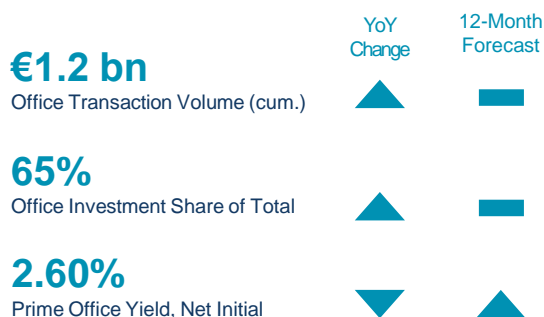 YoY
Change
12-Month
Forecast
€1.2 bn
Office Transaction Volume (cum.)
65%
Office Investment Share of Total
2.60%
Prime Office Yield, Net Initial